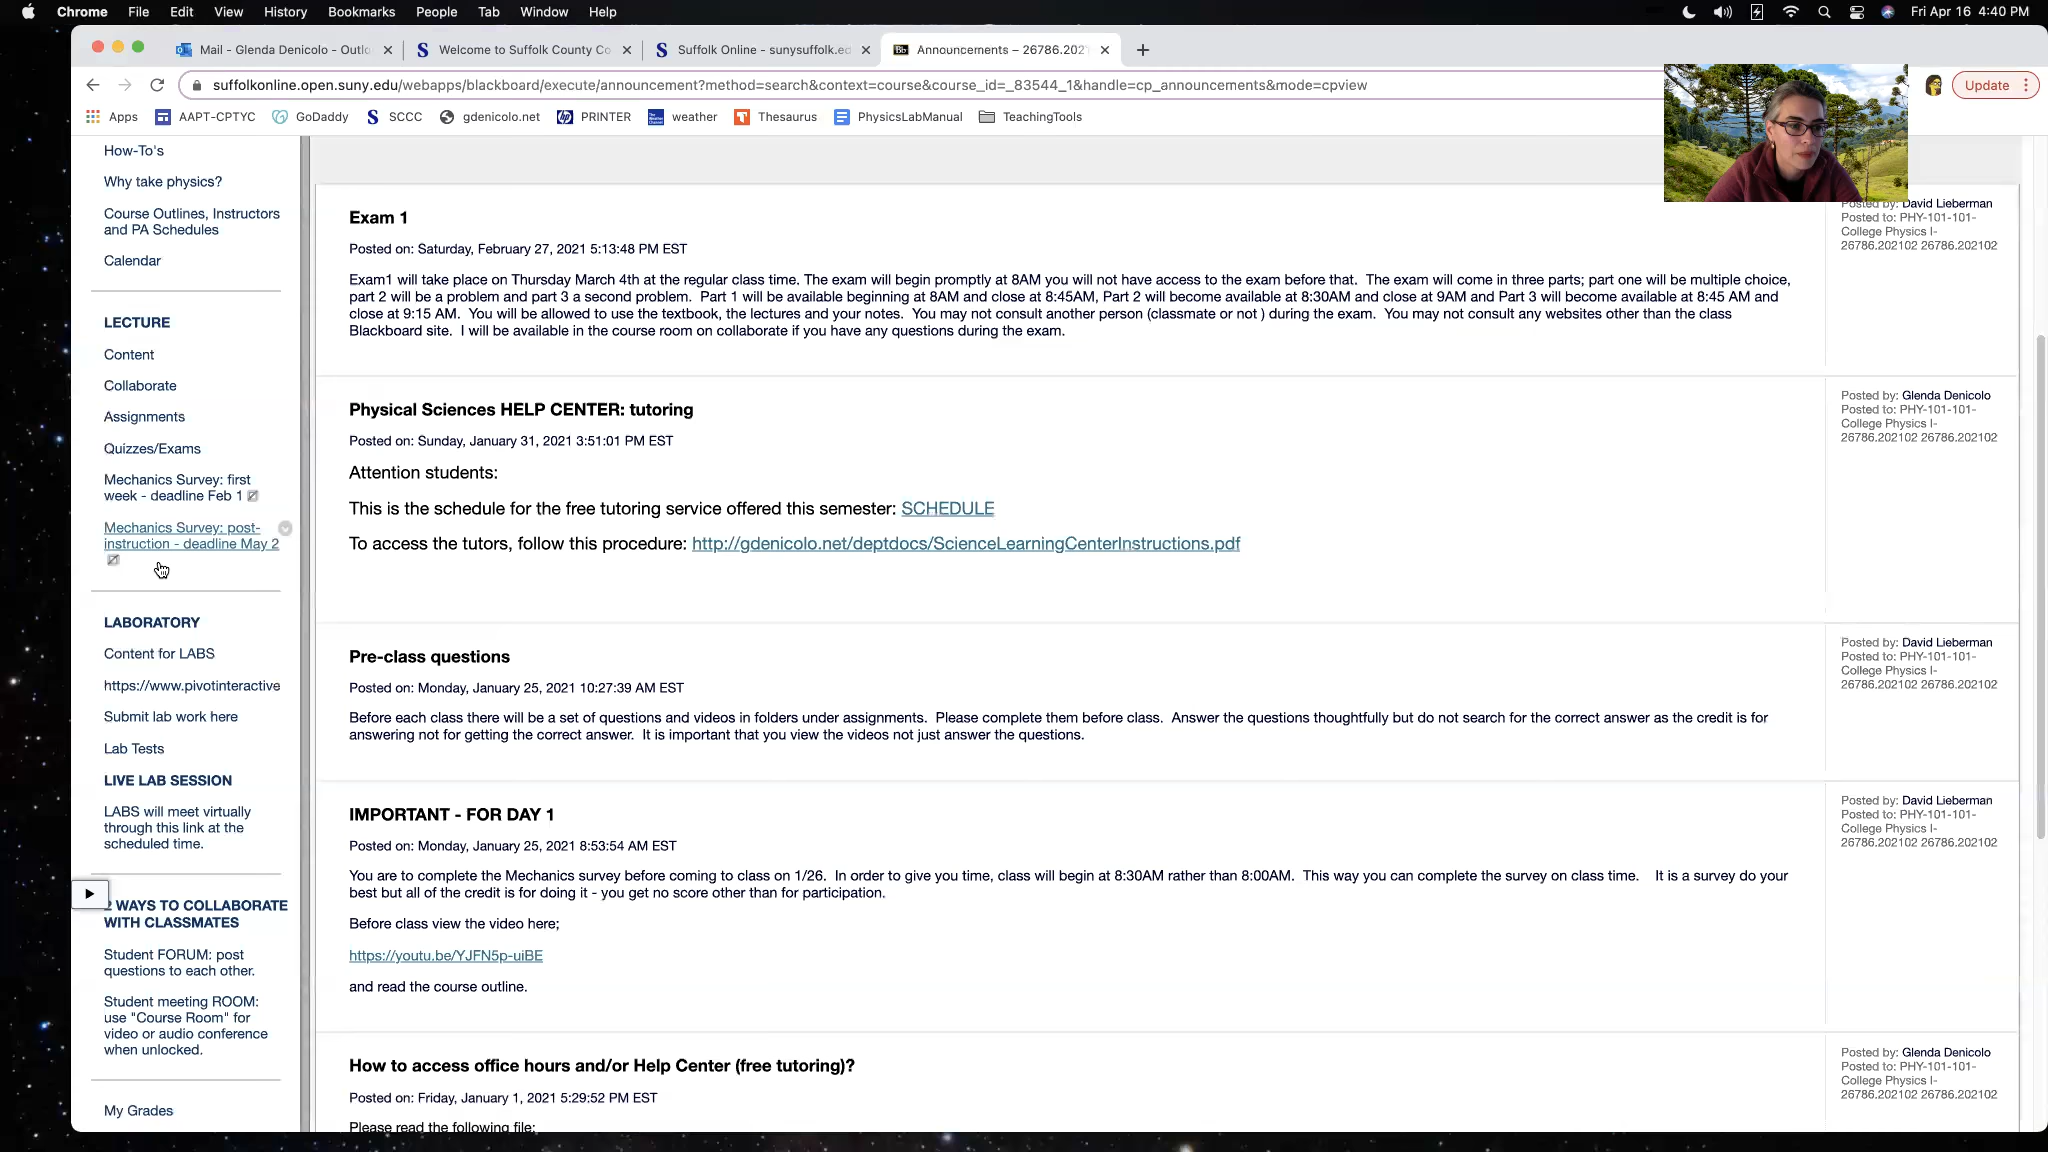 Chrome File Edit View History Bookmarks People Tab Window Help Fri Apr 16 4:40 PM
Mail - Glenda Denicolo - Outlo
Welcome to Suffolk County Co
Suffolk Online - sunysuffolk.ed
Bb Announcements – 26786.202
suffolkonline.open.suny.edu/webapps/blackboard/execute/announcement?method=search&context=course&course_id=_83544_1&handle=cp_announcements&mode=cpview
Update
Apps AAPT-CPTYC GoDaddy SCCC gdenicolo.net PRINTER weather Thesaurus PhysicsLabManual TeachingTools
How-To's
Why take physics?
Course Outlines, Instructors
and PA Schedules
Calendar
LECTURE
Content
Collaborate
Assignments
Quizzes/Exams
Mechanics Survey: first
week - deadline Feb 1
Mechanics Survey: post-
instruction - deadline May 2
LABORATORY
Content for LABS
https://www.pivotinteractive
Submit lab work here
Lab Tests
LIVE LAB SESSION
LABS will meet virtually
through this link at the
scheduled time.
2 WAYS TO COLLABORATE
WITH CLASSMATES
Student FORUM: post
questions to each other.
Student meeting ROOM:
use "Course Room" for
video or audio conference
when unlocked.
My Grades
Exam 1
Posted on: Saturday, February 27, 2021 5:13:48 PM EST
Exam1 will take place on Thursday March 4th at the regular class time. The exam will begin promptly at 8AM you will not have access to the exam before that. The exam will come in three parts; part one will be multiple choice,
part 2 will be a problem and part 3 a second problem. Part 1 will be available beginning at 8AM and close at 8:45AM, Part 2 will become available at 8:30AM and close at 9AM and Part 3 will become available at 8:45 AM and
close at 9:15 AM. You will be allowed to use the textbook, the lectures and your notes. You may not consult another person (classmate or not ) during the exam. You may not consult any websites other than the class
Blackboard site. I will be available in the course room on collaborate if you have any questions during the exam.
Posted by: David Lieberman
Posted to: PHY-101-101-
College Physics I-
26786.202102 26786.202102
Physical Sciences HELP CENTER: tutoring
Posted on: Sunday, January 31, 2021 3:51:01 PM EST
Attention students:
This is the schedule for the free tutoring service offered this semester: SCHEDULE
To access the tutors, follow this procedure: http://gdenicolo.net/deptdocs/ScienceLearningCenterInstructions.pdf
Posted by: Glenda Denicolo
Posted to: PHY-101-101-
College Physics I-
26786.202102 26786.202102
Pre-class questions
Posted on: Monday, January 25, 2021 10:27:39 AM EST
Before each class there will be a set of questions and videos in folders under assignments. Please complete them before class. Answer the questions thoughtfully but do not search for the correct answer as the credit is for
answering not for getting the correct answer. It is important that you view the videos not just answer the questions.
Posted by: David Lieberman
Posted to: PHY-101-101-
College Physics I-
26786.202102 26786.202102
IMPORTANT - FOR DAY 1
Posted on: Monday, January 25, 2021 8:53:54 AM EST
You are to complete the Mechanics survey before coming to class on 1/26. In order to give you time, class will begin at 8:30AM rather than 8:00AM. This way you can complete the survey on class time. It is a survey do your
best but all of the credit is for doing it - you get no score other than for participation.
Before class view the video here;
https://youtu.be/YJFN5p-uiBE
and read the course outline.
Posted by: David Lieberman
Posted to: PHY-101-101-
College Physics I-
26786.202102 26786.202102
How to access office hours and/or Help Center (free tutoring)?
Posted on: Friday, January 1, 2021 5:29:52 PM EST
Please read the following file:
Posted by: Glenda Denicolo
Posted to: PHY-101-101-
College Physics I-
26786.202102 26786.202102